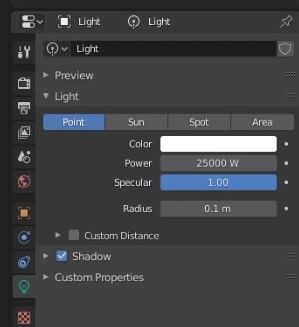 Light Light
Light
Preview
Light
Point Sun Spot Area
Color
Power 25000 W
Specular 1.00
Radius 0.1 m
Custom Distance
Shadow
Custom Properties